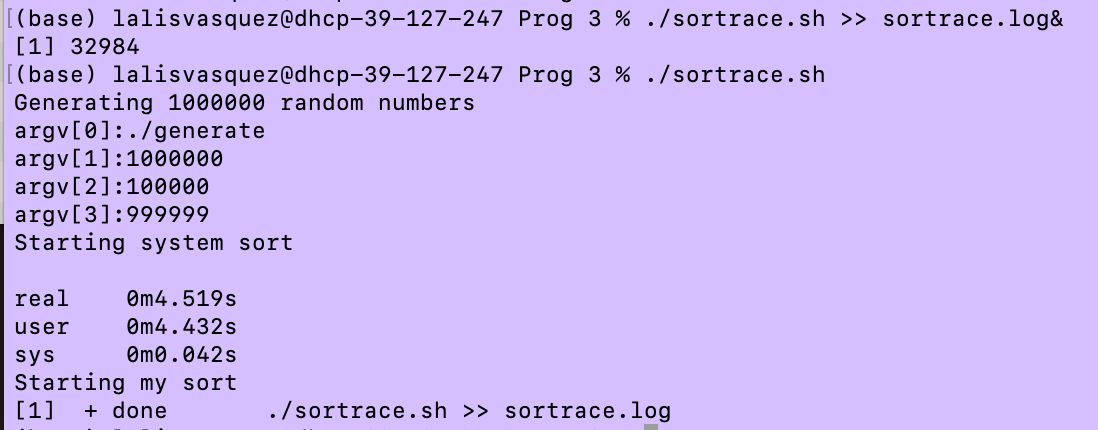 [(base) lalisvasquez@dhcp-39-127-247 Prog 3 % ./sortrace.sh >> sortrace.log&
[1] 32984
[(base) lalisvasquez@dhcp-39-127-247 Prog 3 % ./sortrace.sh
Generating 1000000 random numbers
argv[0]:./generate
argv[1]:1000000
argv[2]:100000
argv[3]:999999
Starting system sort
real    0m4.519s
user    0m4.432s
sys     0m0.042s
Starting my sort
[1]  + done       ./sortrace.sh >> sortrace.log